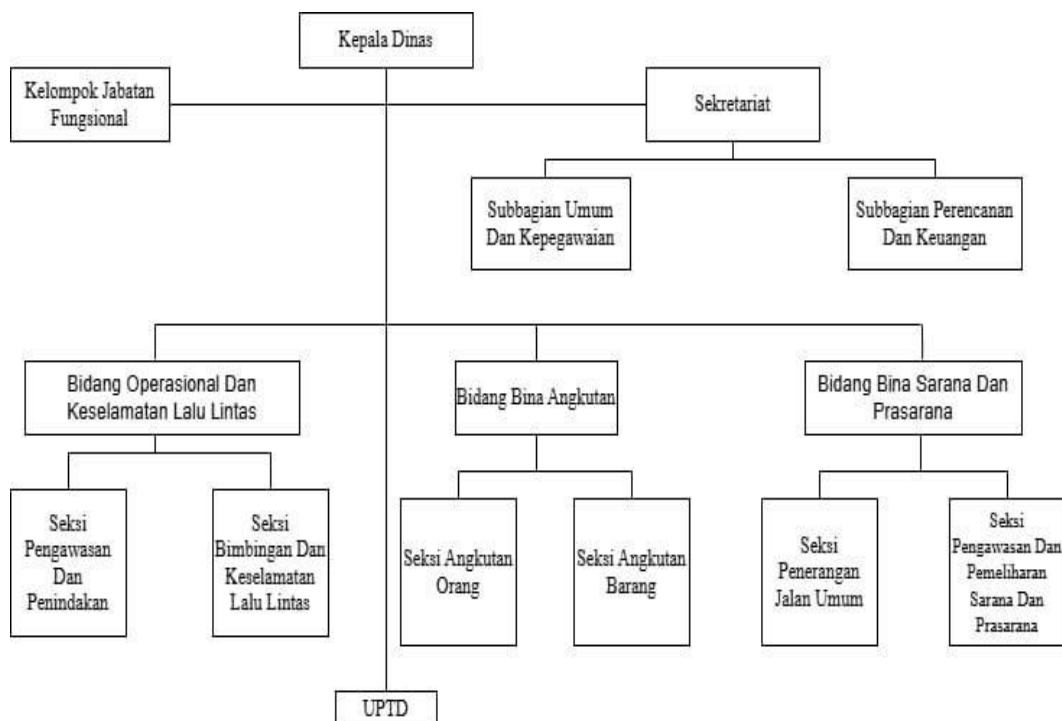 Kepala Dinas
Kelompok Jabatan
Fungsional
Sekretariat
Subbagian Umum
Dan Kepegawaian
Subbagian Perencanan
Dan Keuangan
Bidang Operasional Dan
Keselamatan Lalu Lintas
Bidang Bina Angkutan
Bidang Bina Sarana Dan
Prasarana
Seksi
Pengawasan
Dan
Penindakan
Seksi
Bimbingan Dan
Keselamatan
Lalu Lintas
Seksi Angkutan
Orang
Seksi Angkutan
Barang
Seksi
Penerangan
Jalan Umum
Seksi
Pengawasan Dan
Pemeliharan
Sarana Dan
Prasarana
UPTD